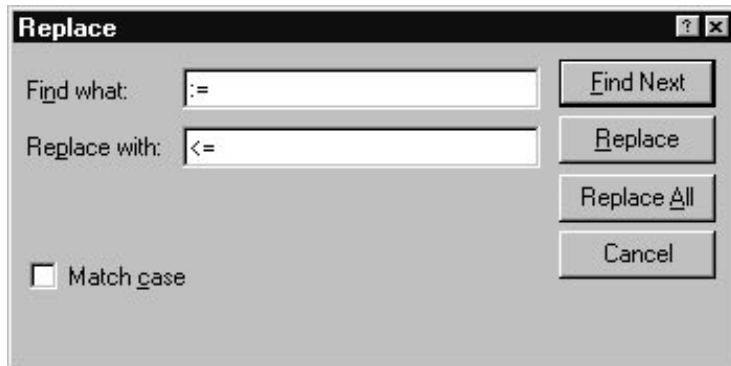 Replace
Find what: :=
Replace with: <=
Match case
Find Next
Replace
Replace All
Cancel